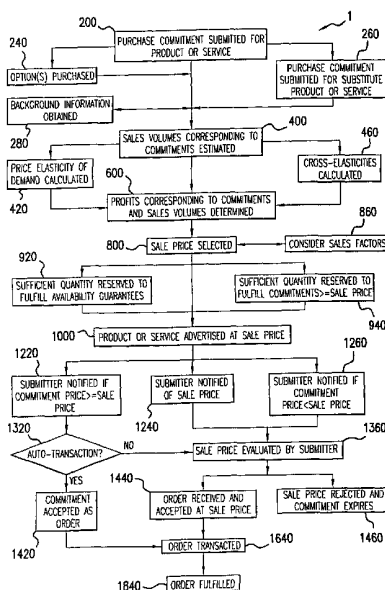 1
200
PURCHASE COMMITMENT SUBMITTED FOR
PRODUCT OR SERVICE
240
OPTION(S) PURCHASED
260
PURCHASE COMMITMENT
SUBMITTED FOR SUBSTITUTE
PRODUCT OR SERVICE
BACKGROUND INFORMATION
OBTAINED
280
400
SALES VOLUMES CORRESPONDING TO
COMMITMENTS ESTIMATED
460
PRICE ELASTICITY OF
DEMAND CALCULATED
420
CROSS-ELASTICITIES
CALCULATED
600
PROFITS CORRESPONDING TO COMMITMENTS
AND SALES VOLUMES DETERMINED
860
800
SALE PRICE SELECTED
CONSIDER SALES FACTORS
920
SUFFICIENT QUANTITY RESERVED TO
FULFILL AVAILABILITY GUARANTEES
SUFFICIENT QUANTITY RESERVED TO
FULFILL COMMITMENTS>=SALE PRICE
940
1000
PRODUCT OR SERVICE ADVERTISED AT SALE PRICE
1220
SUBMITTTER NOTIFIED IF
COMMITMENT PRICE>=SALE
PRICE
SUBMITTER NOTIFIED
OF SALE PRICE
1240
1260
SUBMITTER NOTIFIED IF
COMMITMENT
PRICE<SALE PRICE
1320
AUTO-TRANSACTION?
NO
YES
1360
SALE PRICE EVALUATED BY SUBMITTER
1440
COMMITMENT
ACCEPTED AS
ORDER
1420
ORDER RECEIVED AND
ACCEPTED AT SALE PRICE
SALE PRICE REJECTED AND
COMMITMENT EXPIRES
1460
ORDER TRANSACTED
1640
ORDER FULFILLED
1840